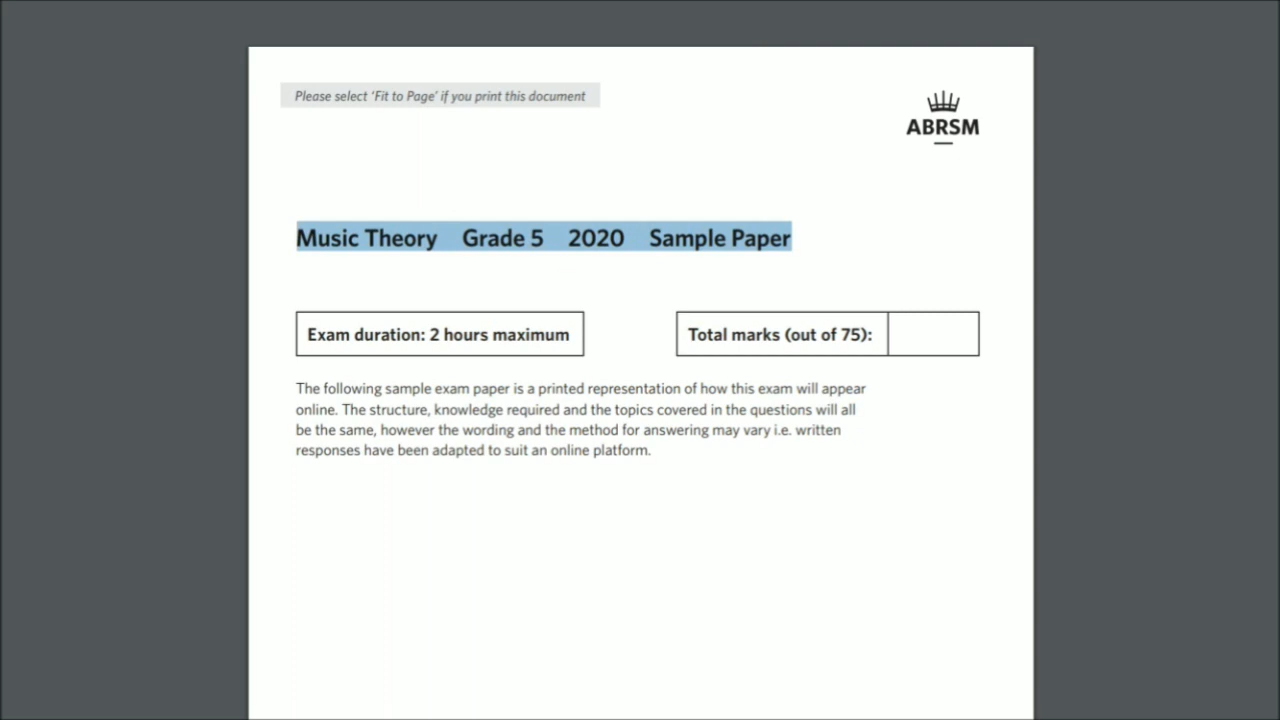 Please select ‘Fit to Page’ if you print this document
ABRSM
Music Theory Grade 5 2020 Sample Paper
Exam duration: 2 hours maximum
Total marks (out of 75):
The following sample exam paper is a printed representation of how this exam will appear
online. The structure, knowledge required and the topics covered in the questions will all
be the same, however the wording and the method for answering may vary i.e. written
responses have been adapted to suit an online platform.